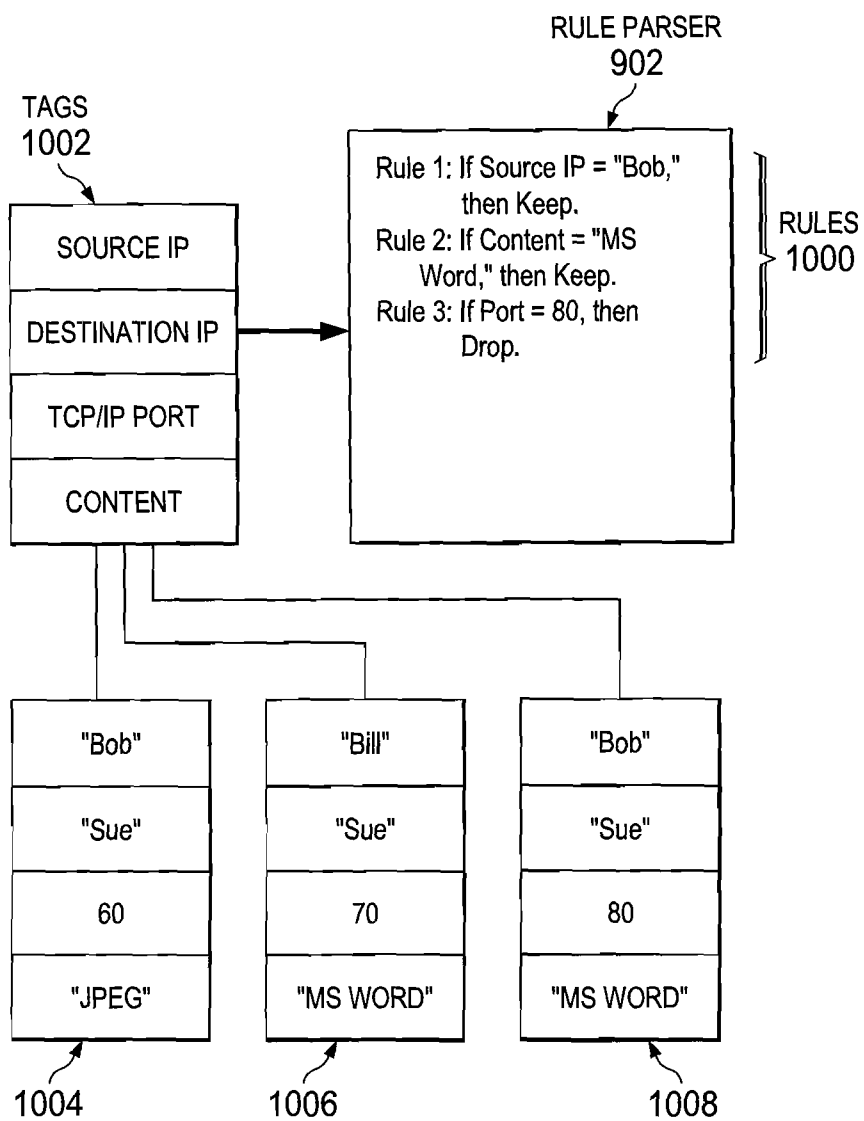 RULE PARSER
902
TAGS
1002
Rule 1: If Source IP = "Bob,"
then Keep.
Rule 2: If Content = "MS
Word," then Keep.
Rule 3: If Port = 80, then
Drop.
RULES
1000
SOURCE IP
DESTINATION IP
TCP/IP PORT
CONTENT
"Bob"
"Sue"
60
"JPEG"
1004
"Bill"
"Sue"
70
"MS WORD"
1006
"Bob"
"Sue"
80
"MS WORD"
1008